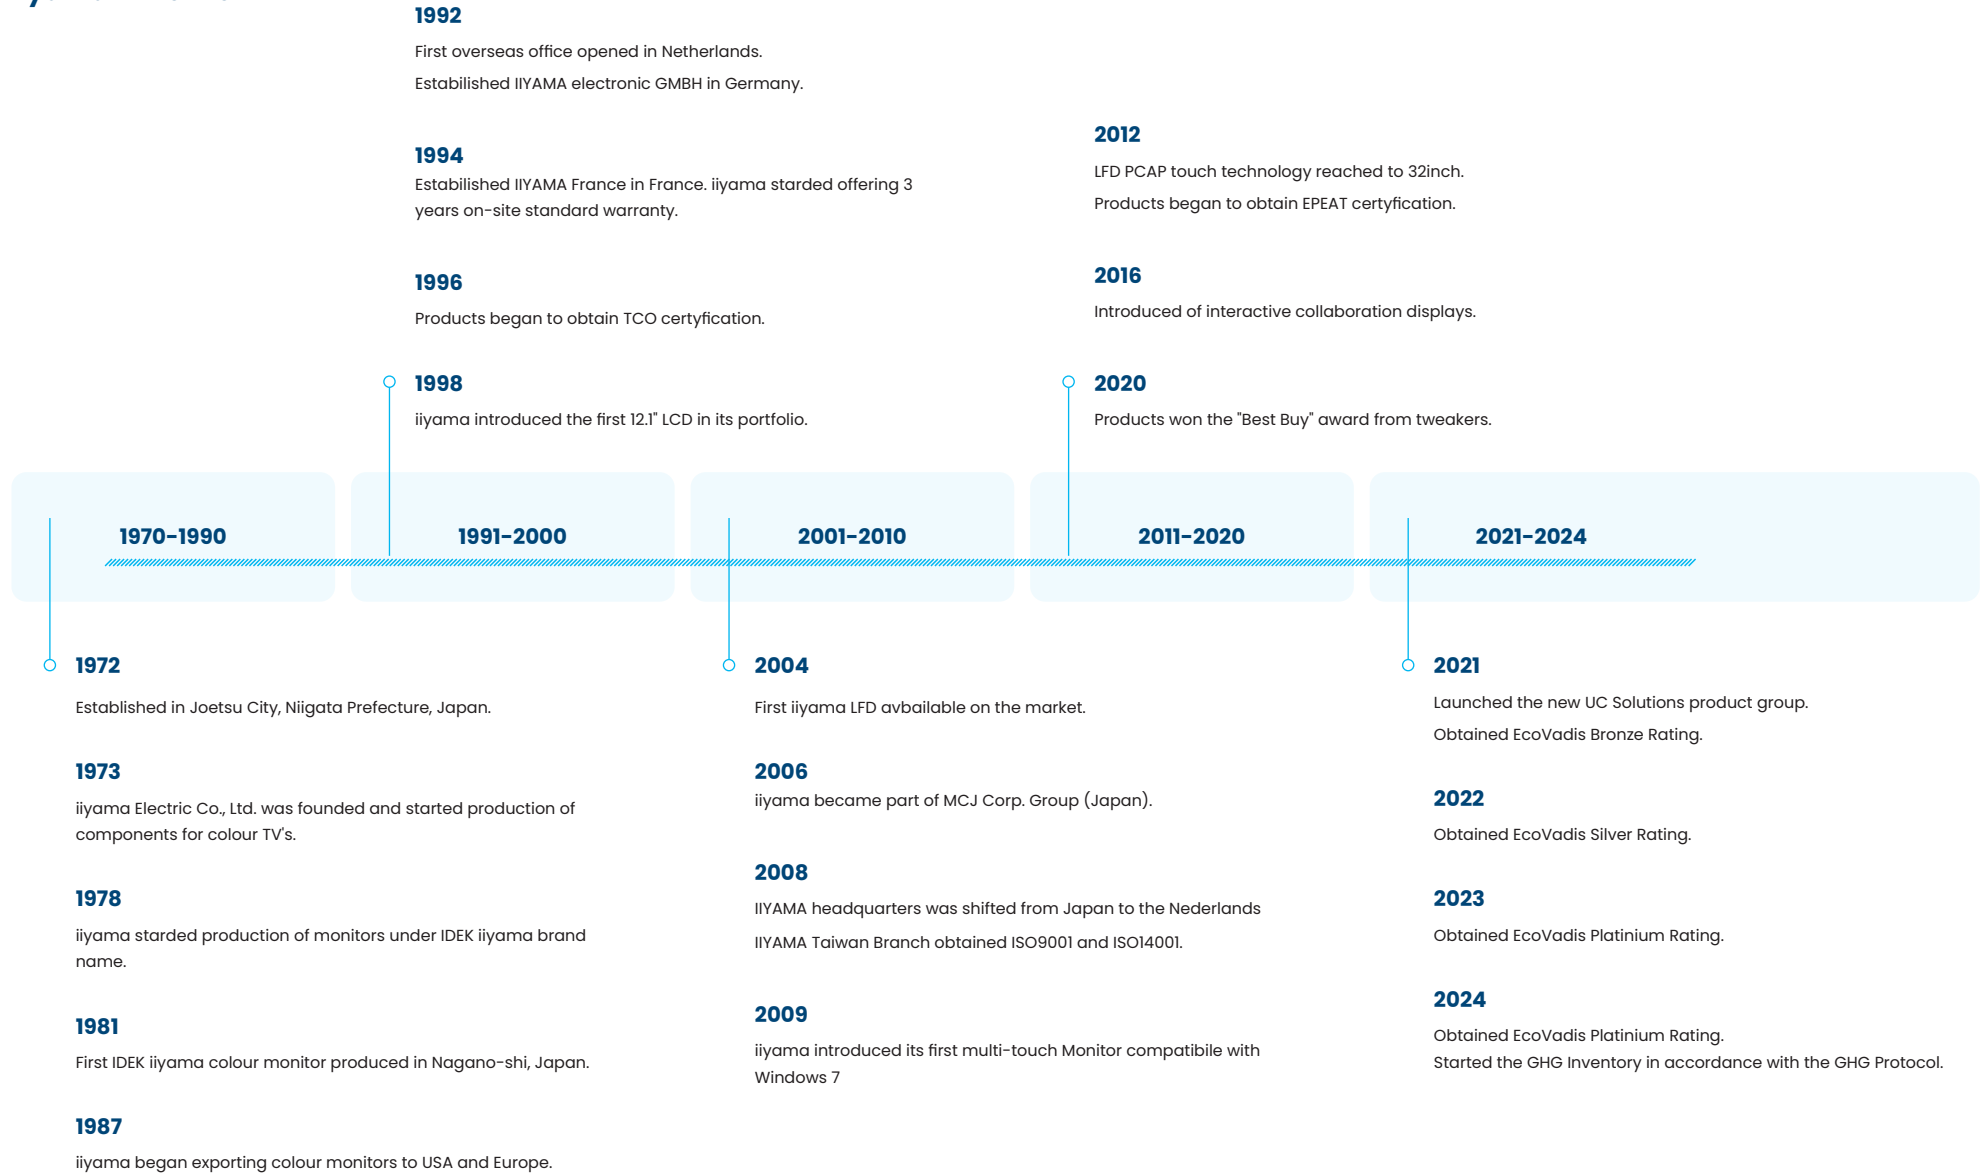 1992
First overseas office opened in Netherlands.
Estabilished IIYAMA electronic GMBH in Germany.
1994
Estabilished IIYAMA France in France. iiyama starded offering 3
years on-site standard warranty.
1996
Products began to obtain TCO certyfication.
1998
iiyama introduced the first 12.1" LCD in its portfolio.
2012
LFD PCAP touch technology reached to 32inch.
Products began to obtain EPEAT certyfication.
2016
Introduced of interactive collaboration displays.
2020
Products won the "Best Buy" award from tweakers.
1970-1990
1991-2000
2001-2010
2011-2020
2021-2024
1972
Established in Joetsu City, Niigata Prefecture, Japan.
1973
iiyama Electric Co., Ltd. was founded and started production of
components for colour TV's.
1978
iiyama starded production of monitors under IDEK iiyama brand
name.
1981
First IDEK iiyama colour monitor produced in Nagano-shi, Japan.
1987
iiyama began exporting colour monitors to USA and Europe.
2004
First iiyama LFD avbailable on the market.
2006
iiyama became part of MCJ Corp. Group (Japan).
2008
IIYAMA headquarters was shifted from Japan to the Nederlands
IIYAMA Taiwan Branch obtained ISO9001 and ISO14001.
2009
iiyama introduced its first multi-touch Monitor compatibile with
Windows 7
2021
Launched the new UC Solutions product group.
Obtained EcoVadis Bronze Rating.
2022
Obtained EcoVadis Silver Rating.
2023
Obtained EcoVadis Platinium Rating.
2024
Obtained EcoVadis Platinium Rating.
Started the GHG Inventory in accordance with the GHG Protocol.